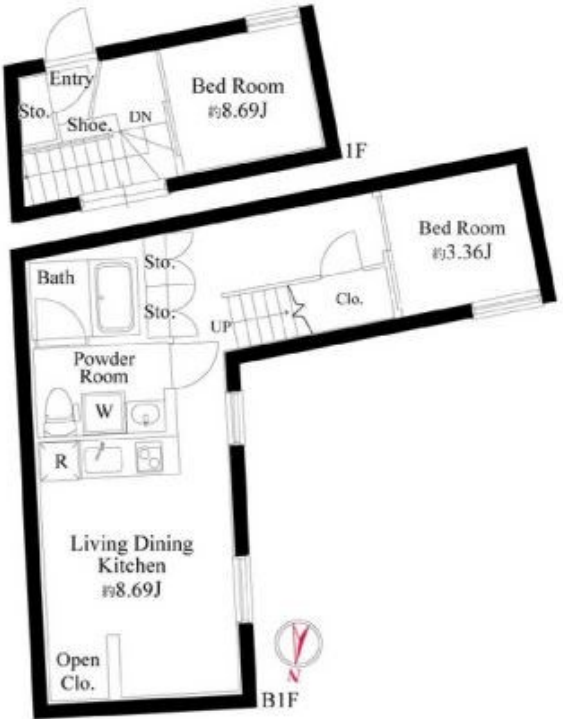 Entry
Sto.
Shoe.
DN
Bed Room
約8.69J
1F
Bed Room
約3.36J
Bath
Sto.
Sto.
Clo.
UP
Powder
Room
W
R
Living Dining
Kitchen
約8.69J
Open
Clo.
N
B1F